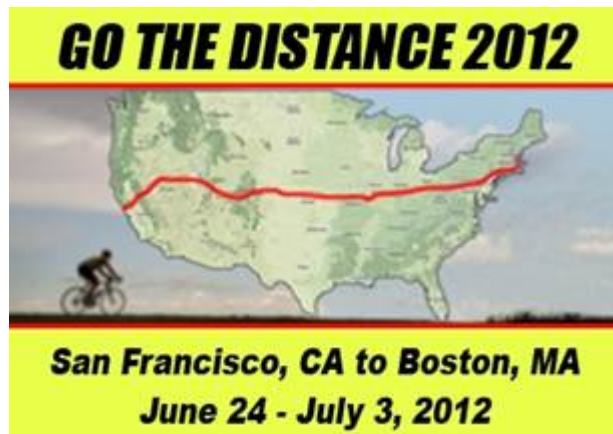 GO THE DISTANCE 2012
San Francisco, CA to Boston, MA
June 24 - July 3, 2012